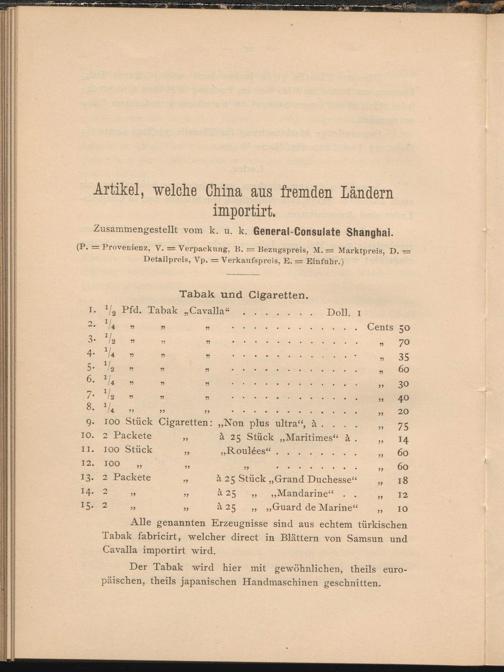 Artikel, welche China aus fremden Ländern
importirt.
Zusammengestellt vom k. u. k. General-Consulate Shanghai.
(P. = Provenienz, V. = Verpackung, B. = Bezugspreis, M. = Marktpreis, D. =
Detailpreis, Vp. = Verkaufspreis, E. = Einfuhr.)
Tabak und Cigaretten.
1. 1/2 Pfd. Tabak „Cavalla“ . . . . . . . Doll. 1
2. 1/4 „ „ „ . . . . . . . . . . . Cents 50
3. 1/2 „ „ „ . . . . . . . . . . . „ 70
4. 1/4 „ „ „ . . . . . . . . . . . „ 35
5. 1/2 „ „ „ . . . . . . . . . . . „ 60
6. 1/4 „ „ „ . . . . . . . . . . . „ 30
7. 1/2 „ „ „ . . . . . . . . . . . „ 40
8. 1/4 „ „ „ . . . . . . . . . . . „ 20
9. 100 Stück Cigaretten: „Non plus ultra“, à . . . . „ 75
10. 2 Packete „ à 25 Stück „Maritimes“ à . „ 14
11. 100 Stück „ „Roulées“ . . . . . . . . „ 60
12. 100 „ „ „ . . . . . . . . „ 60
13. 2 Packete „ à 25 Stück „Grand Duchesse“ „ 18
14. 2 „ „ à 25 „ „Mandarine“ . . „ 12
15. 2 „ „ à 25 „ „Guard de Marine“ „ 10
Alle genannten Erzeugnisse sind aus echtem türkischen
Tabak fabricirt, welcher direct in Blättern von Samsun und
Cavalla importirt wird.
Der Tabak wird hier mit gewöhnlichen, theils euro-
päischen, theils japanischen Handmaschinen geschnitten.